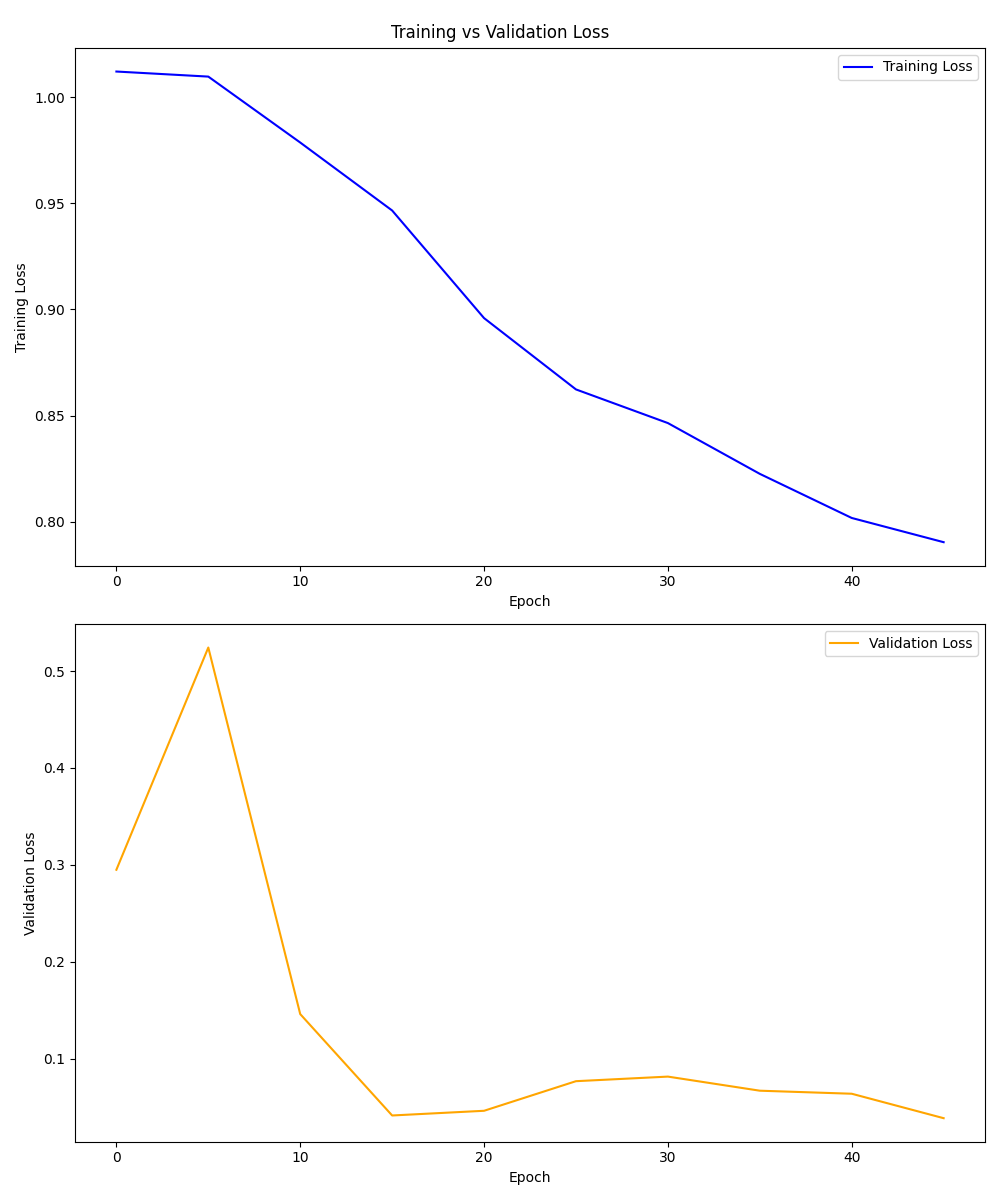 Training vs Validation Loss
Training Loss
1.00
0.95
0.90
0.85
0.80
Training Loss
0 10 20 30 40
Epoch
Validation Loss
0.5
0.4
0.3
0.2
0.1
Validation Loss
0 10 20 30 40
Epoch